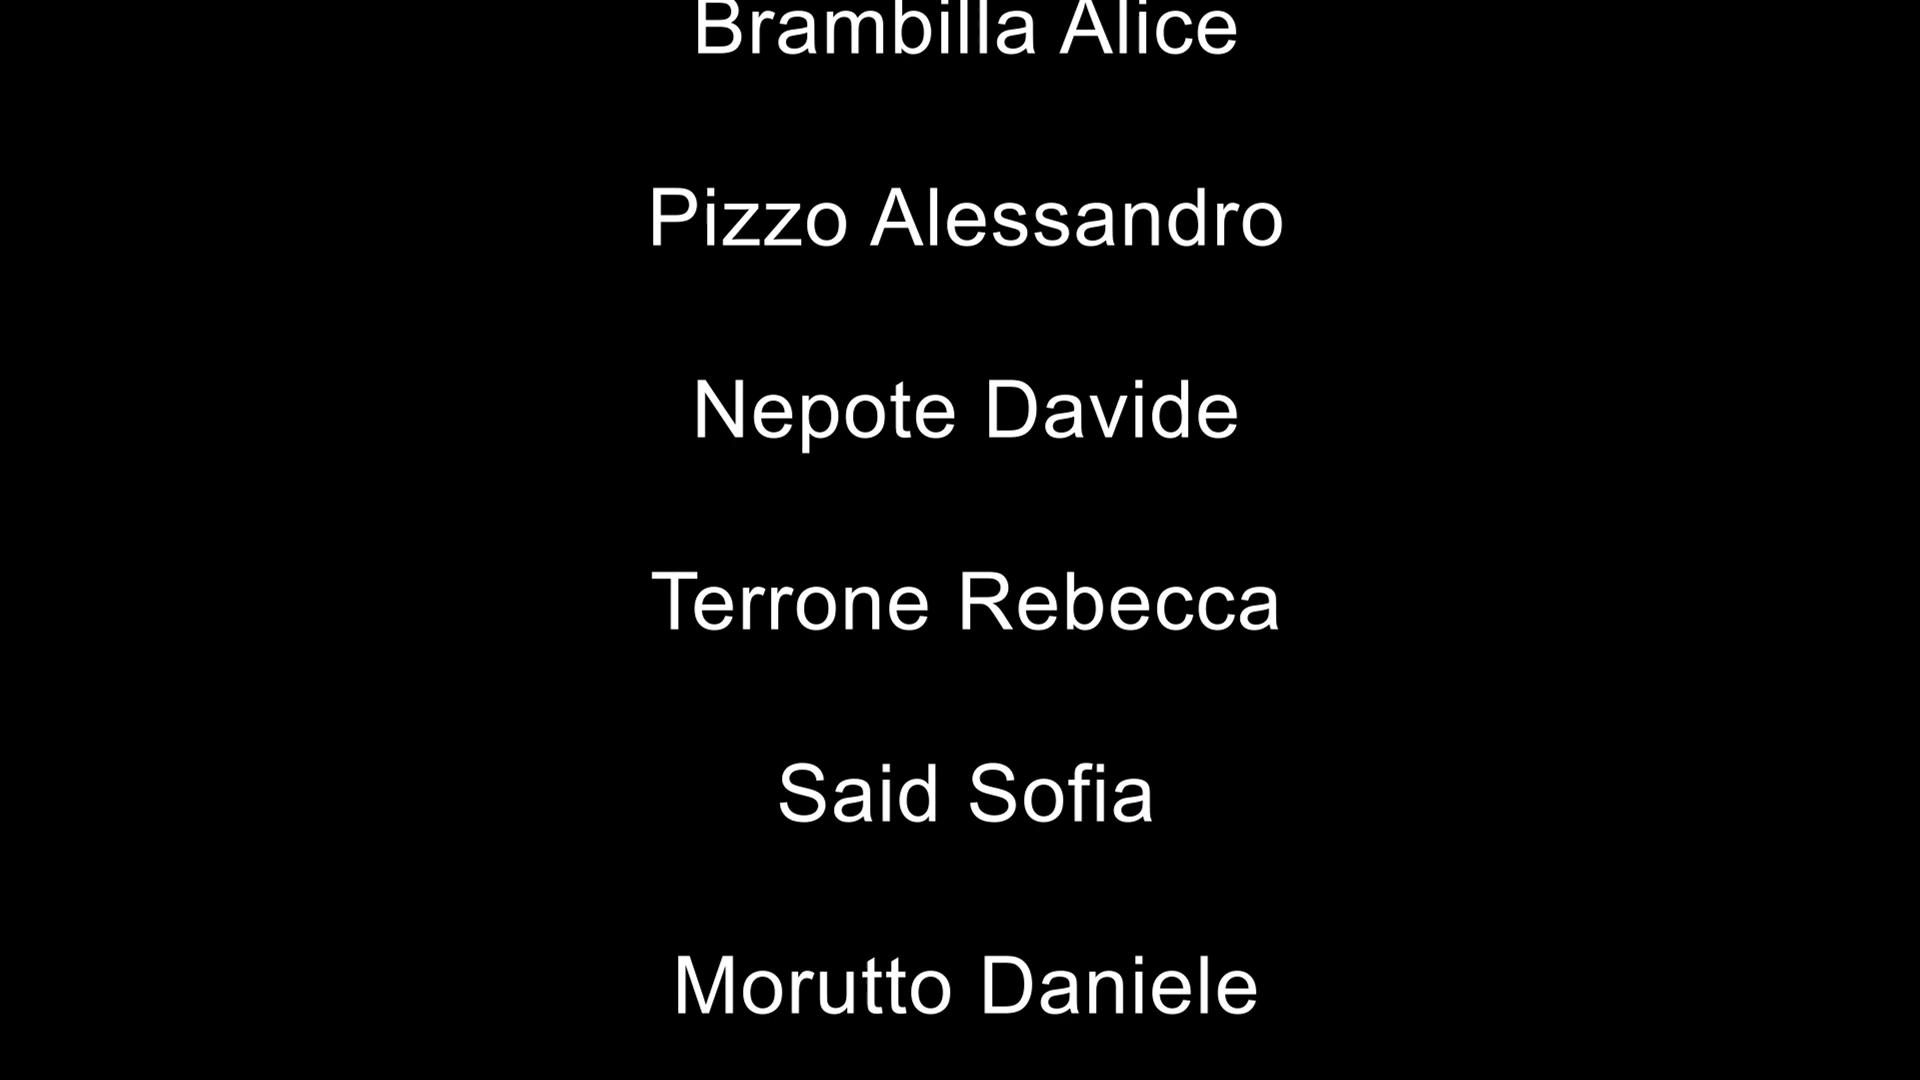 Brambilla Alice
Pizzo Alessandro
Nepote Davide
Terrone Rebecca
Said Sofia
Morutto Daniele